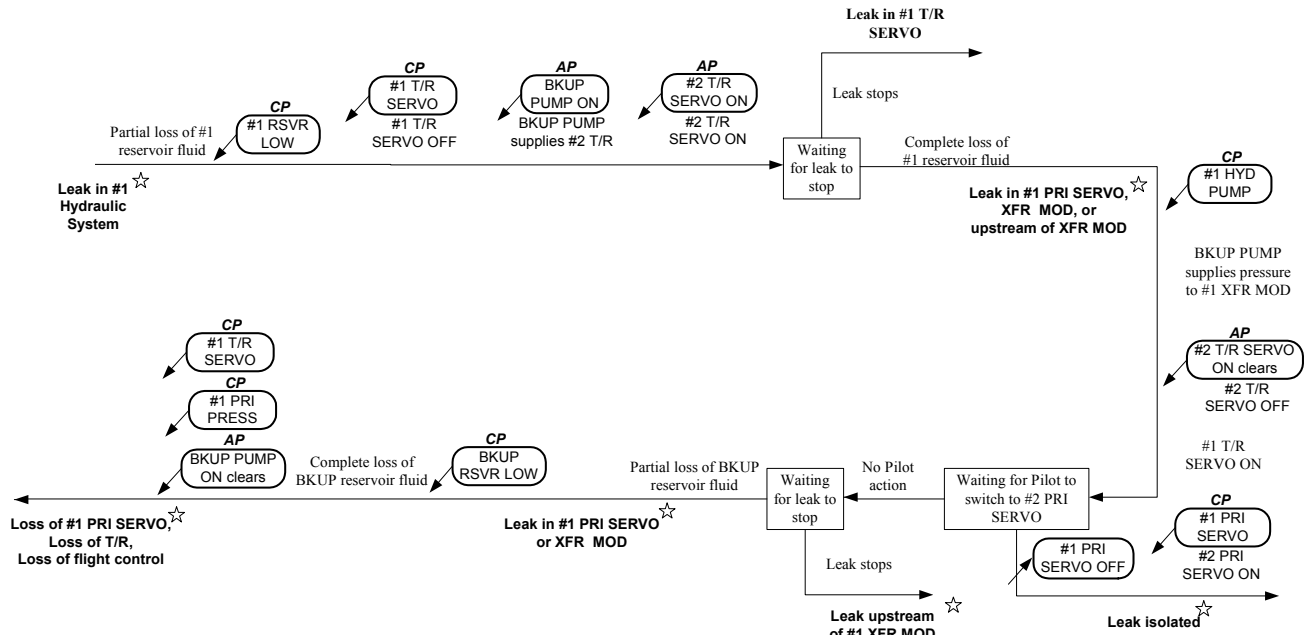 Leak in #1 T/R
SERVO
CP
#1 RSVR
LOW
CP
#1 T/R
SERVO
#1 T/R
SERVO OFF
AP
BKUP
PUMP ON
BKUP PUMP
supplies #2 T/R
AP
#2 T/R
SERVO ON
#2 T/R
SERVO ON
Leak stops
Partial loss of #1
reservoir fluid
Leak in #1
Hydraulic
System
Waiting
for leak to
stop
Complete loss of
#1 reservoir fluid
Leak in #1 PRI SERVO,
XFR MOD, or
upstream of XFR MOD
CP
#1 HYD
PUMP
BKUP PUMP
supplies pressure
to #1 XFR MOD
AP
#2 T/R SERVO
ON clears
#2 T/R
SERVO OFF
#1 T/R
SERVO ON
CP
#1 PRI
SERVO
#2 PRI
SERVO ON
#1 PRI
SERVO OFF
Leak isolated
Waiting for Pilot to
switch to #2 PRI
SERVO
No Pilot
action
Waiting
for leak to
stop
Leak stops
Leak upstream
of #1 XFR MOD
Partial loss of BKUP
reservoir fluid
Leak in #1 PRI SERVO
or XFR MOD
CP
BKUP
RSVR LOW
Complete loss of
BKUP reservoir fluid
CP
#1 T/R
SERVO
CP
#1 PRI
PRESS
AP
BKUP PUMP
ON clears
Loss of #1 PRI SERVO,
Loss of T/R,
Loss of flight control